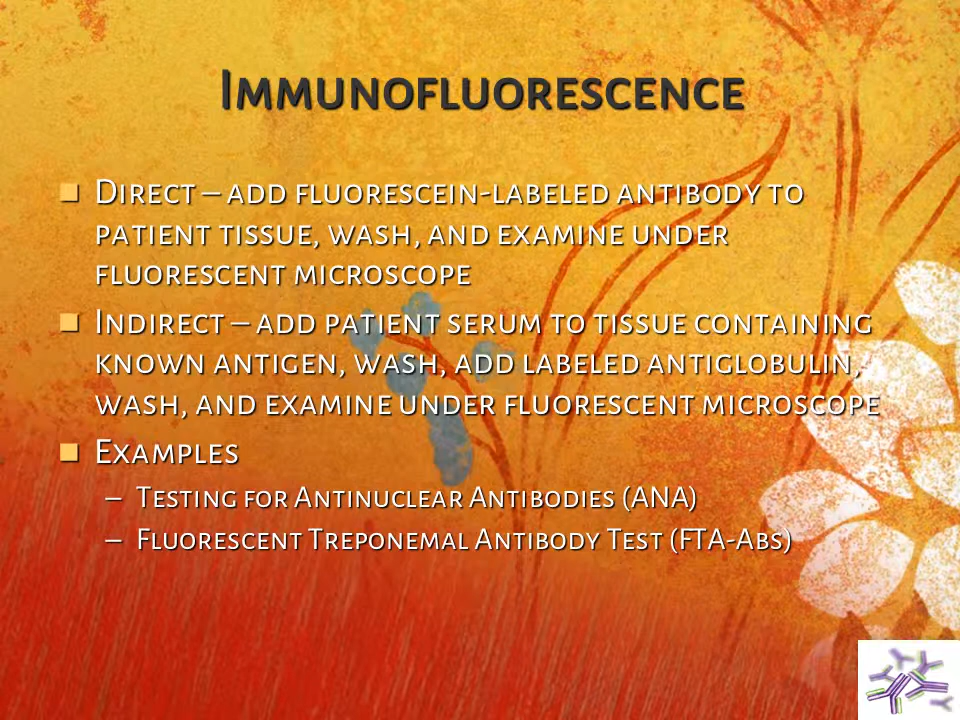 Immunofluorescence
Direct – add fluorescein-labeled antibody to
patient tissue, wash, and examine under
fluorescent microscope
Indirect – add patient serum to tissue containing
known antigen, wash, add labeled antiglobulin,
wash, and examine under fluorescent microscope
Examples
– Testing for Antinuclear Antibodies (ANA)
– Fluorescent Treponemal Antibody Test (FTA-Abs)